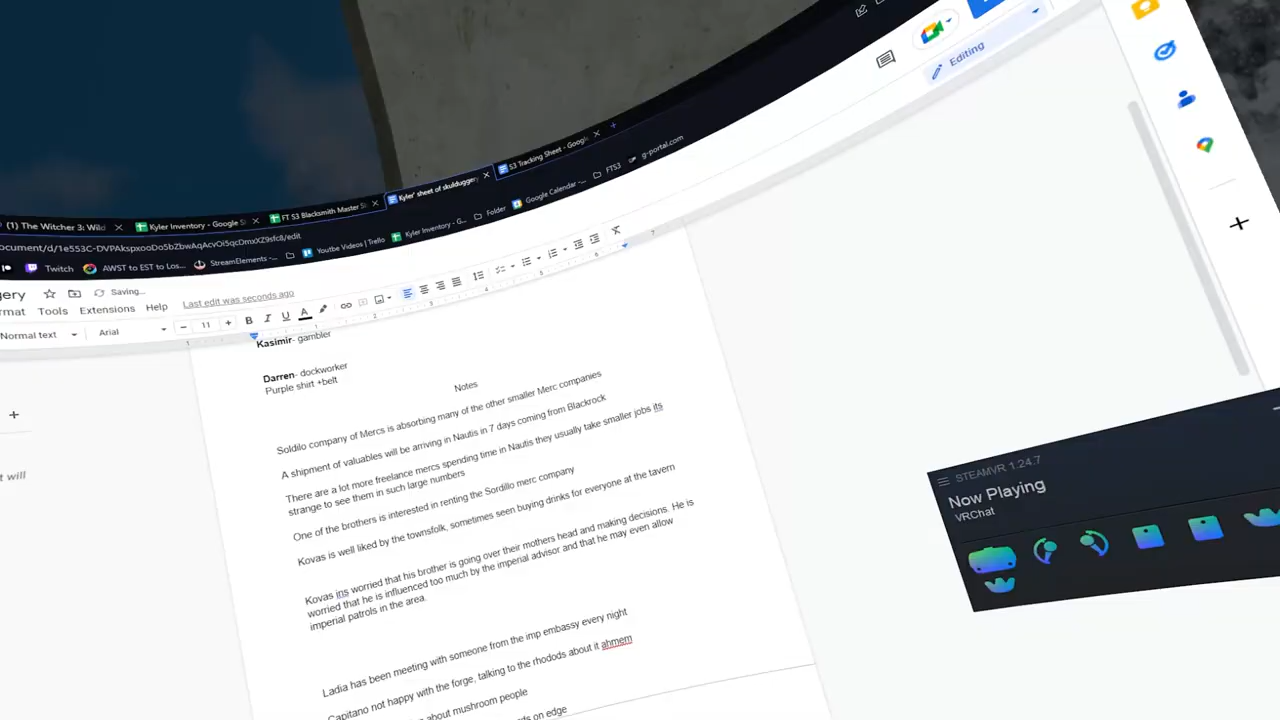 Editing
(1) The Witcher 3: Wild
Kyler Inventory - Google S
FT S3 Blacksmith Master S
Kyler' sheet of skulduggery
S3 Tracking Sheet - Google
Twitch
AWST to EST to Los...
StreamElements -...
Youtbe Videos | Trello
Kyler Inventory - G...
Folder
Google Calendar -...
FTS3
g-portal.com
gery
Saving...
rmat
Tools
Extensions
Help
Last edit was seconds ago
Normal text
Arial
11
Kasimir- gambler
Darren- dockworker
Purple shirt +belt
Notes
Soldilo company of Mercs is absorbing many of the other smaller Merc companies
A shipment of valuables will be arriving in Nautis in 7 days coming from Blackrock
There are a lot more freelance mercs spending time in Nautis they usually take smaller jobs its
strange to see them in such large numbers
One of the brothers is interested in renting the Sordillo merc company
Kovas is well liked by the townsfolk, sometimes seen buying drinks for everyone at the tavern
Kovas ins worried that his brother is going over their mothers head and making decisions. He is
worried that he is influenced too much by the imperial advisor and that he may even allow
imperial patrols in the area.
Ladia has been meeting with someone from the imp embassy every night
Capitano not happy with the forge, talking to the rhodods about it ahmem
about mushroom people
on edge
t will
STEAMVR 1.24.7
Now Playing
VRChat